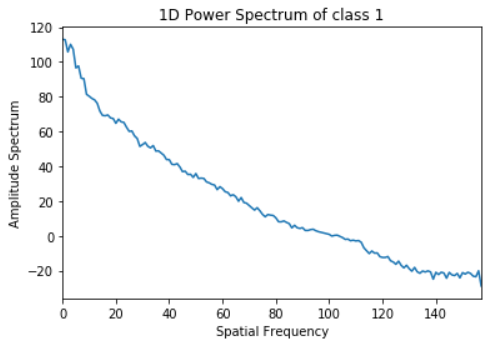 1D Power Spectrum of class 1
120
100
80
60
40
20
0
−20
Amplitude Spectrum
0 20 40 60 80 100 120 140
Spatial Frequency